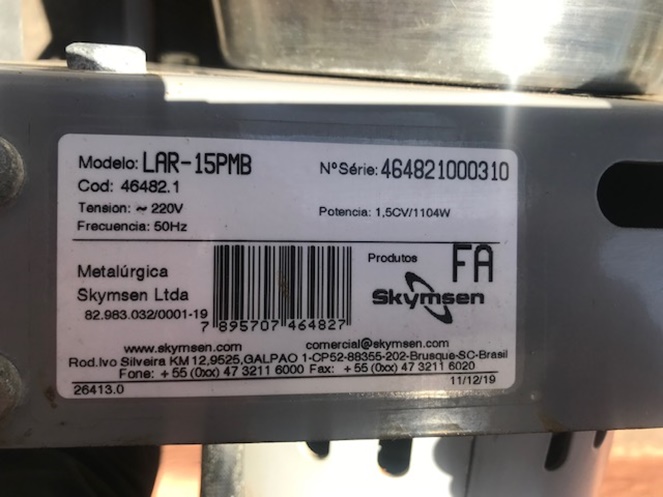 Modelo: LAR-15PMB
NºSérie: 464821000310
Cod: 46482.1
Tension: ~ 220V
Potencia: 1,5CV/1104W
Frecuencia: 50Hz
Metalúrgica
Skymsen Ltda
82.983.032/0001-19
7 895707 464827
Produtos
FA
Skymsen
www.skymsen.com
comercial@skymsen.com
Rod.Ivo Silveira KM 12,9525,GALPAO 1-CP52-88355-202-Brusque-SC-Brasil
Fone: +55 (0xx) 47 3211 6000 Fax: +55 (0xx) 47 3211 6020
26413.0
11/12/19